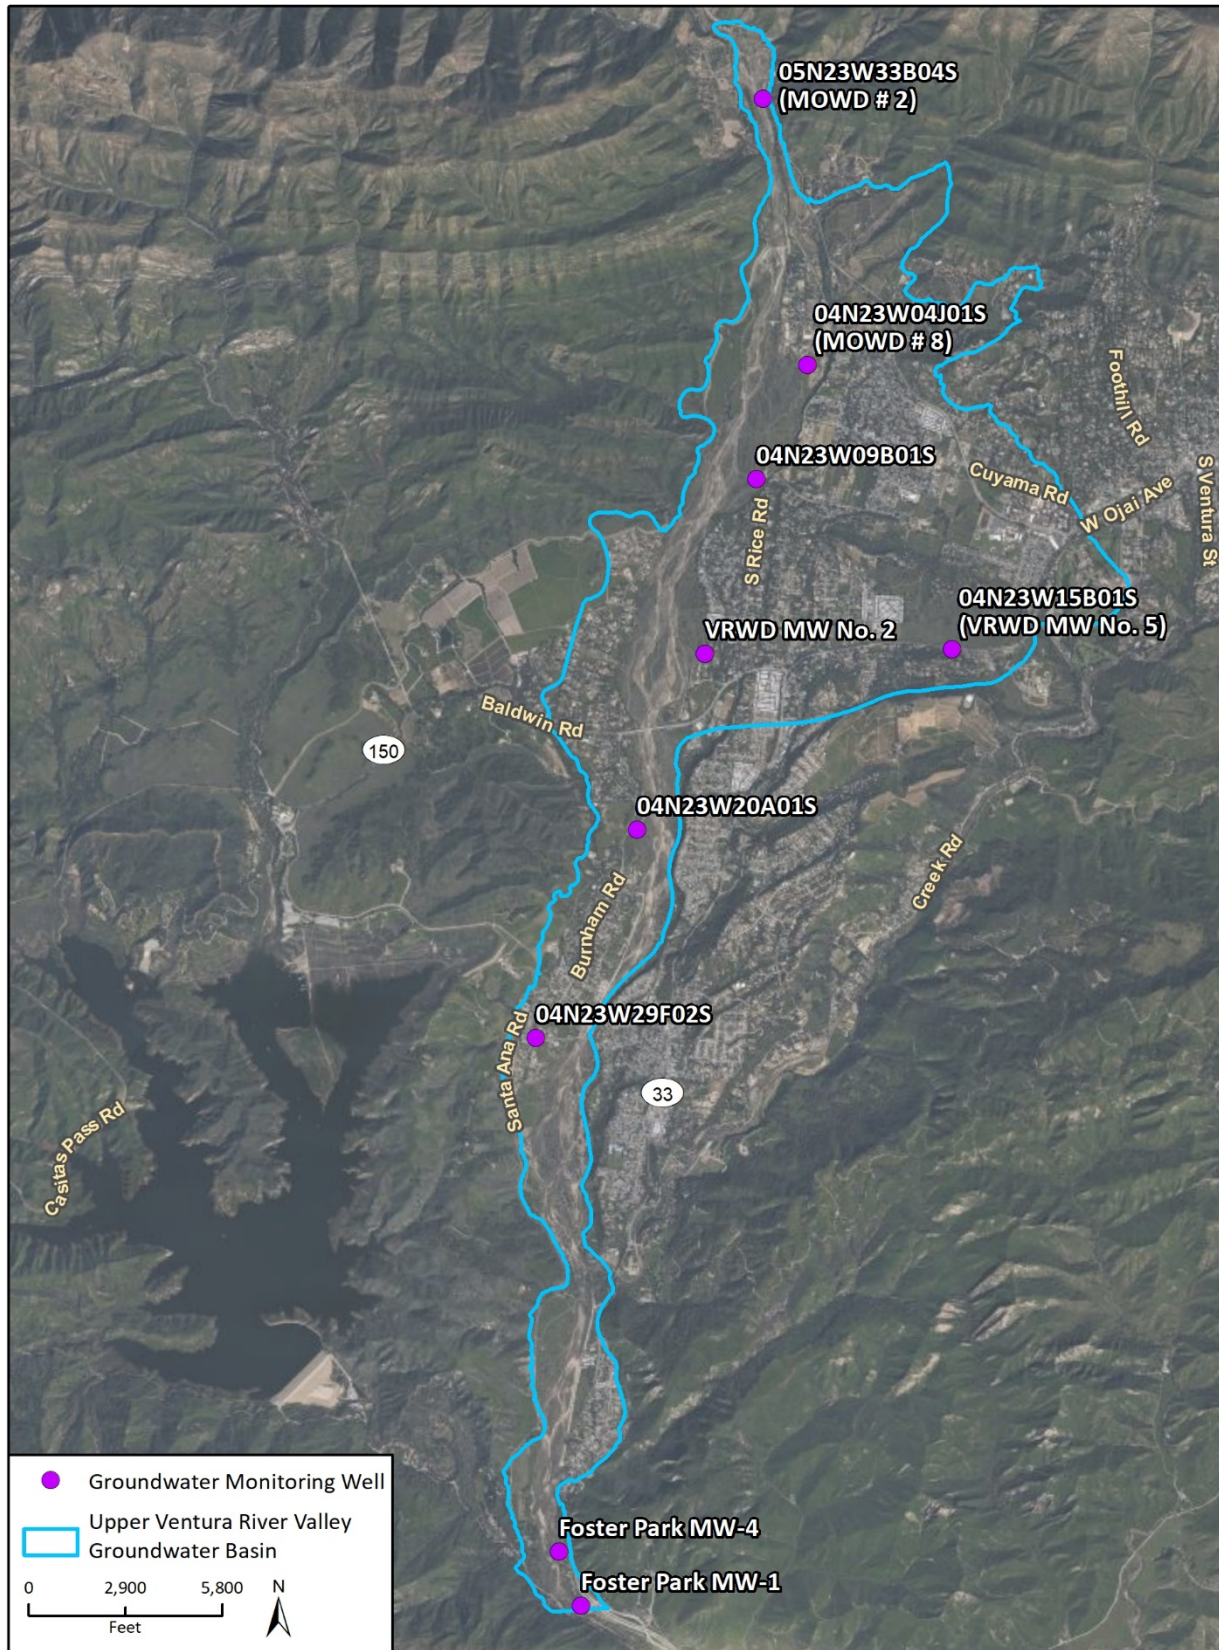 05N23W33B04S
(MOWD # 2)
04N23W04J01S
(MOWD # 8)
Foothill Rd
04N23W09B01S
Cuyama Rd
W Ojai Ave
S Ventura St
S Rice Rd
04N23W15B01S
(VRWD MW No. 5)
VRWD MW No. 2
Baldwin Rd
150
04N23W20A01S
Creek Rd
Burnham Rd
04N23W29F02S
Santa Ana Rd
33
Casitas Pass Rd
Groundwater Monitoring Well
Upper Ventura River Valley
Groundwater Basin
0 2,900 5,800
Feet
N
Foster Park MW-4
Foster Park MW-1